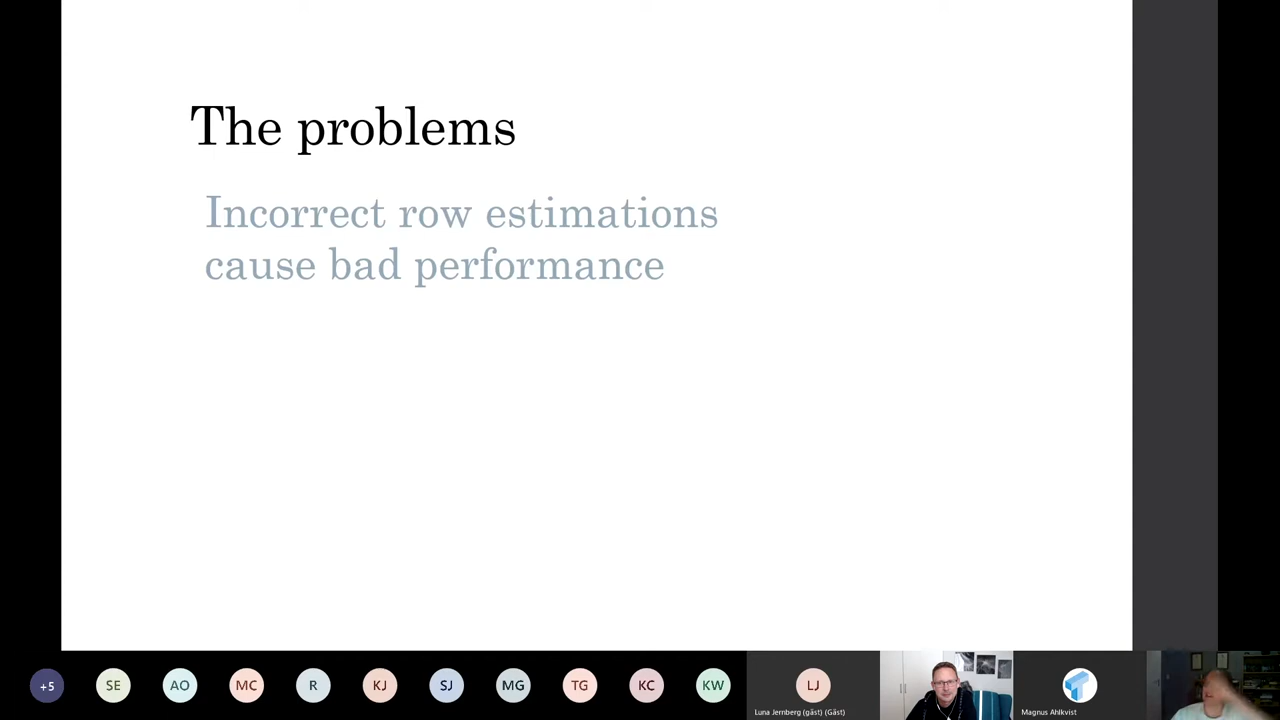 The problems
Incorrect row estimations
cause bad performance
+5
SE
AO
MC
R
KJ
SJ
MG
TG
KC
KW
LJ
Luna Jernberg (gäst) (Gäst)
Magnus Ahlkvist